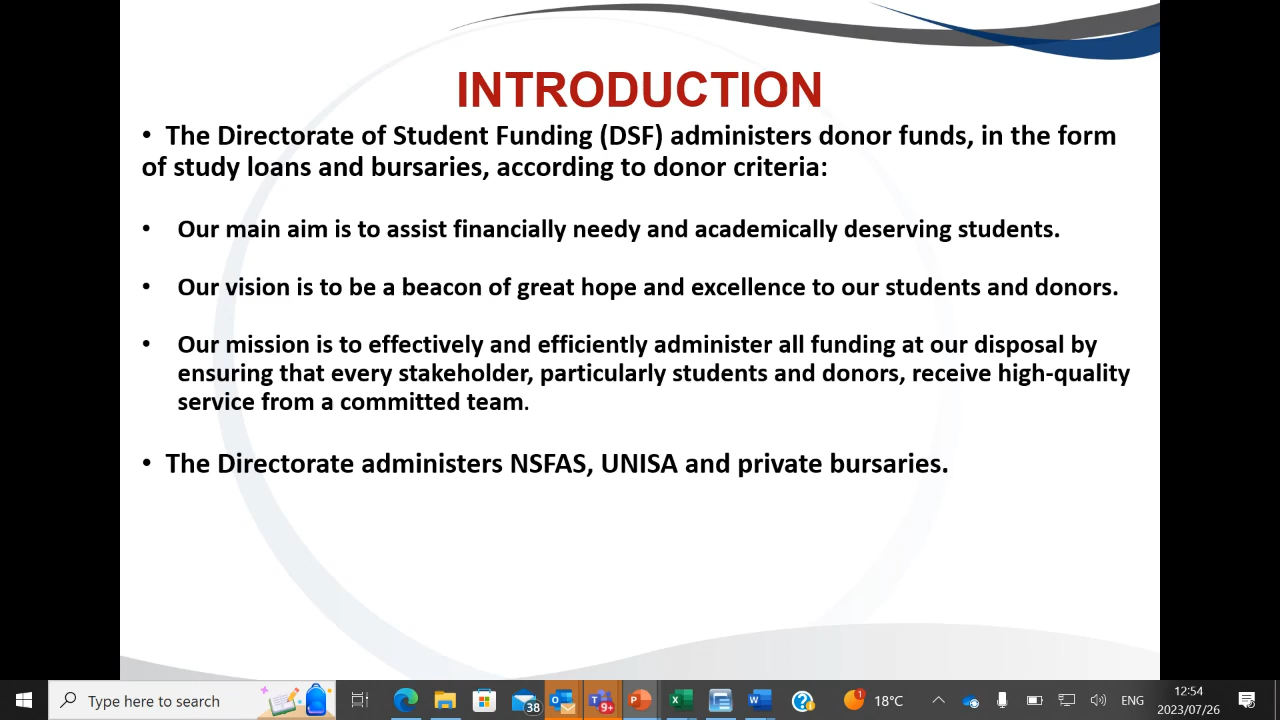 INTRODUCTION
• The Directorate of Student Funding (DSF) administers donor funds, in the form
of study loans and bursaries, according to donor criteria:
• Our main aim is to assist financially needy and academically deserving students.
• Our vision is to be a beacon of great hope and excellence to our students and donors.
• Our mission is to effectively and efficiently administer all funding at our disposal by
ensuring that every stakeholder, particularly students and donors, receive high-quality
service from a committed team.
• The Directorate administers NSFAS, UNISA and private bursaries.
Type here to search
38
9+
1
18°C
ENG
12:54
2023/07/26